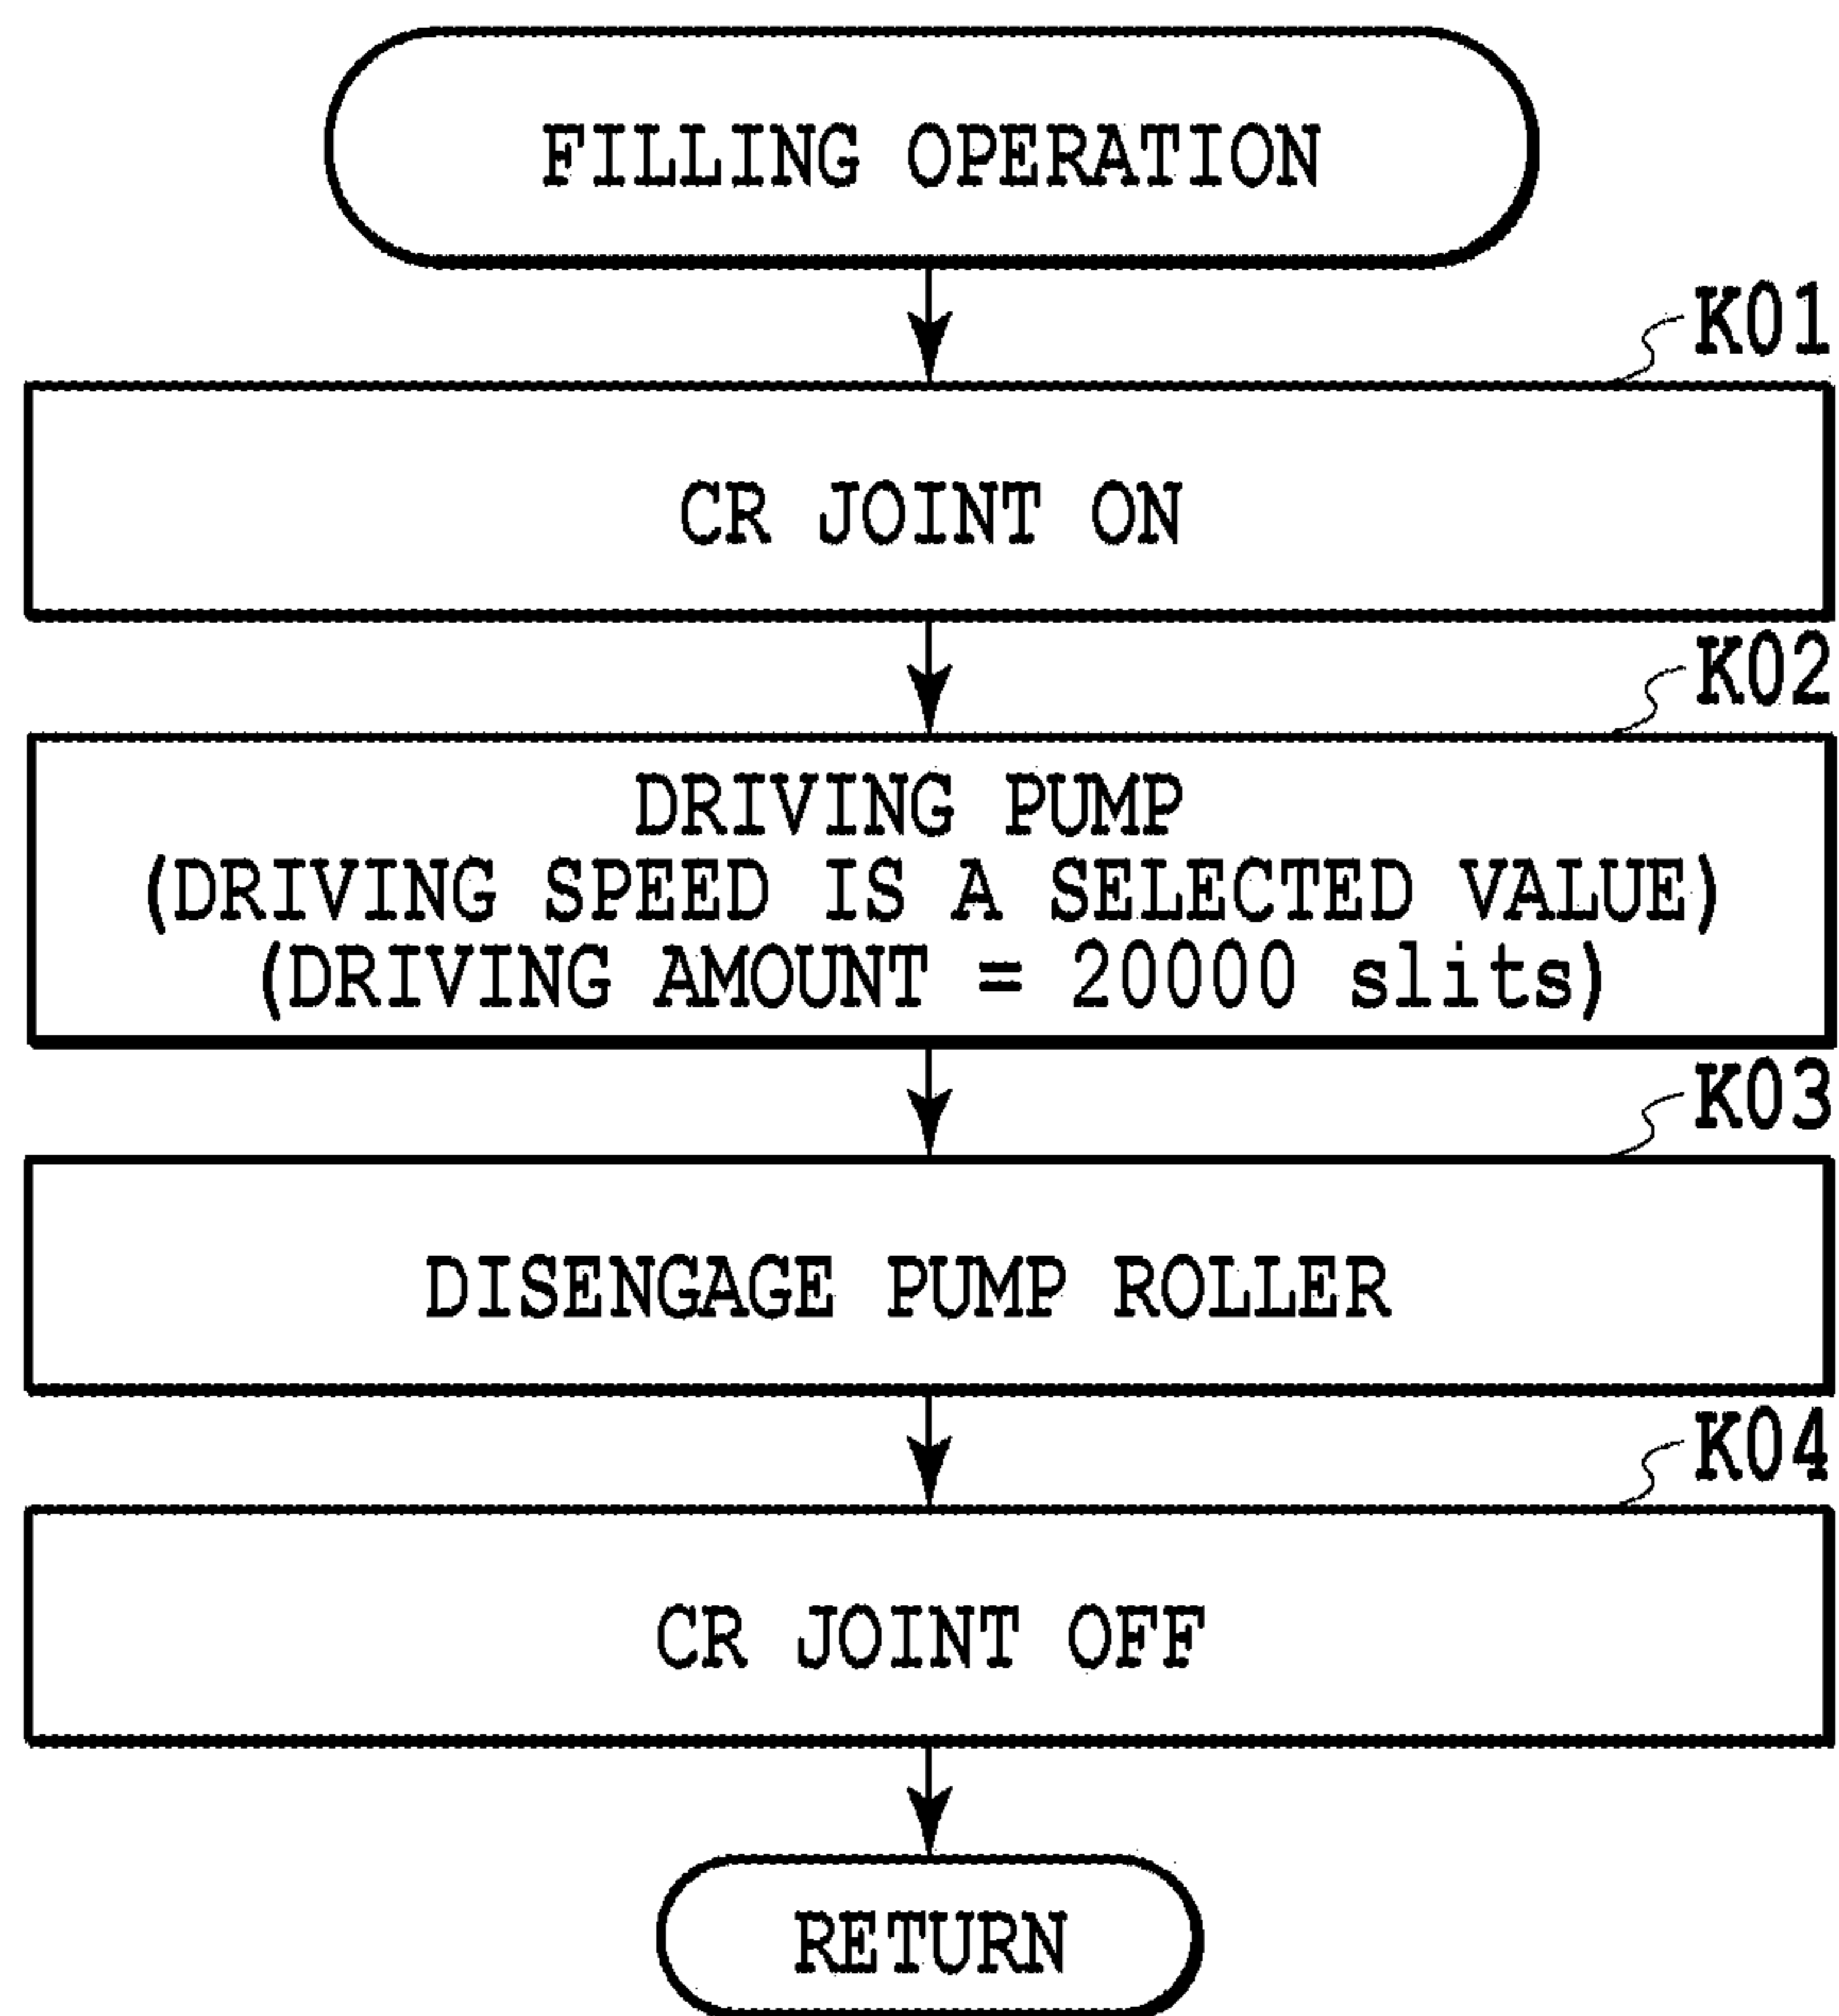 FILLING OPERATION
K01
CR JOINT ON
K02
DRIVING PUMP
(DRIVING SPEED IS A SELECTED VALUE)
(DRIVING AMOUNT = 20000 slits)
K03
DISENGAGE PUMP ROLLER
K04
CR JOINT OFF
RETURN